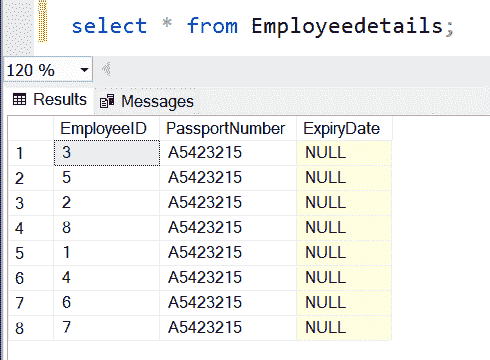 select * from Employeedetails;
120 %
Results Messages
EmployeeID PassportNumber ExpiryDate
1 3 A5423215 NULL
2 5 A5423215 NULL
3 2 A5423215 NULL
4 8 A5423215 NULL
5 1 A5423215 NULL
6 4 A5423215 NULL
7 6 A5423215 NULL
8 7 A5423215 NULL